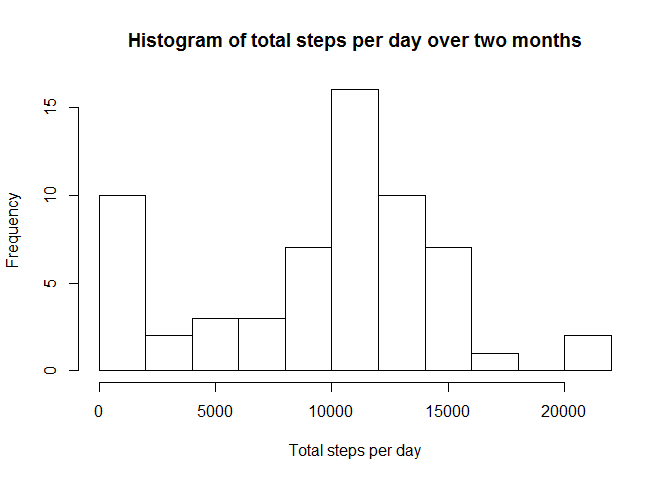 Histogram of total steps per day over two months
Frequency
15
10
5
0
0 5000 10000 15000 20000
Total steps per day